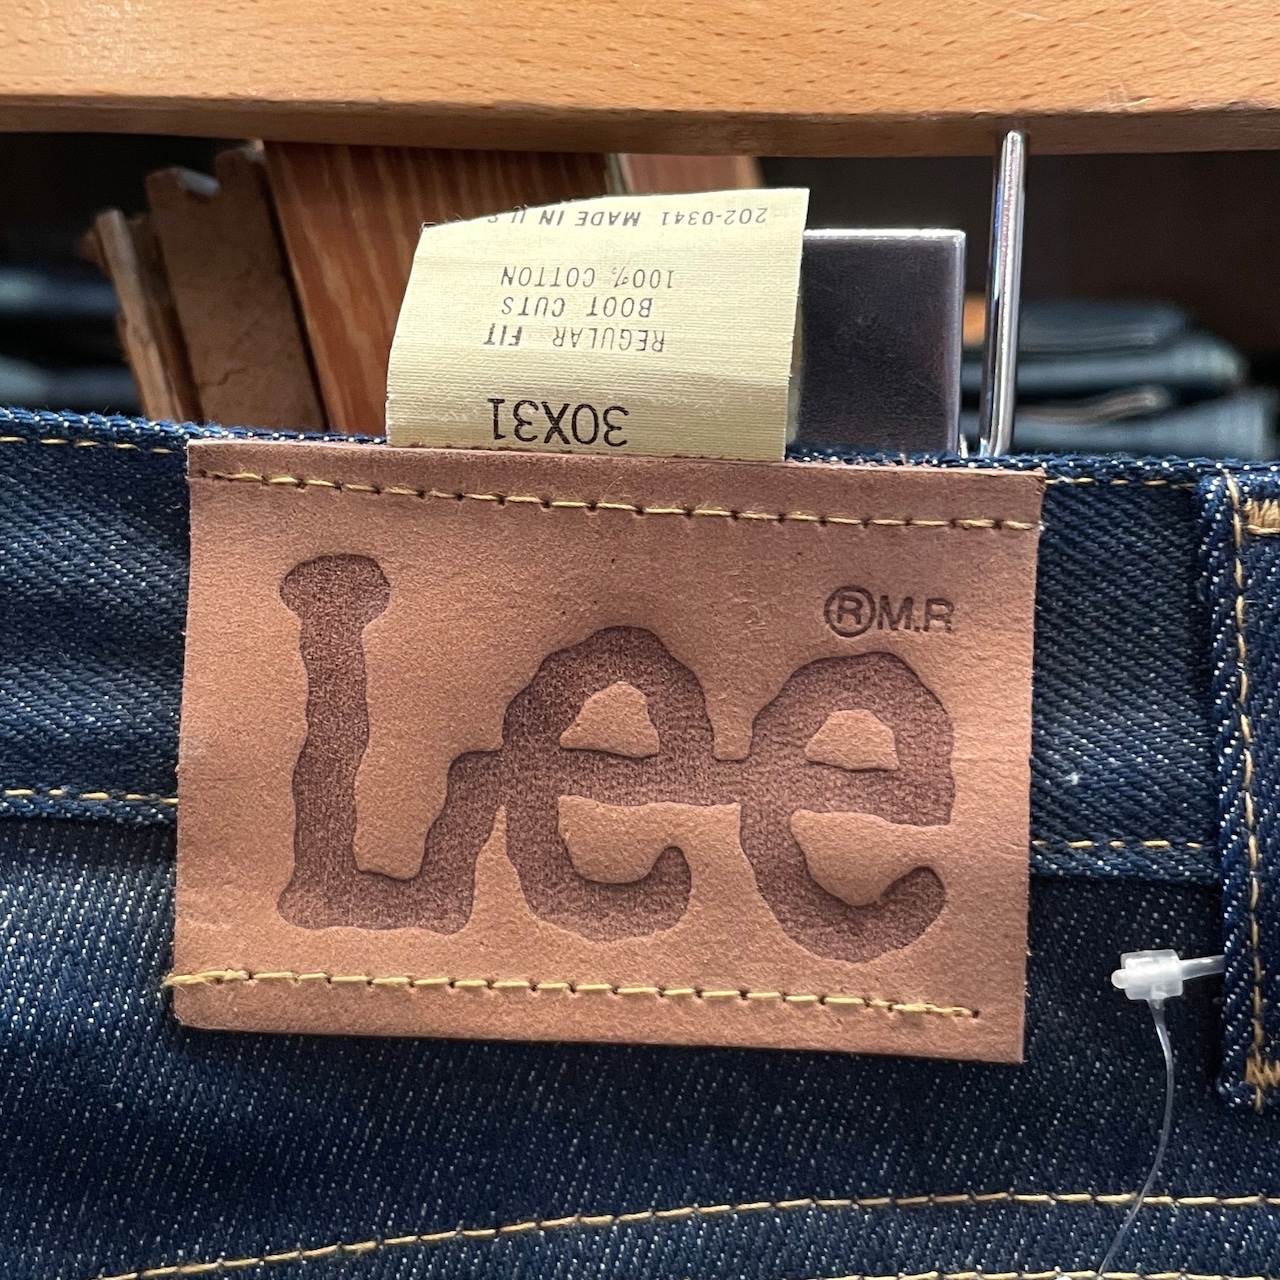 202-0341 MADE IN U.S
100% COTTON
BOOT CUTS
REGULAR FIT
30X31
®M.R.
Lee